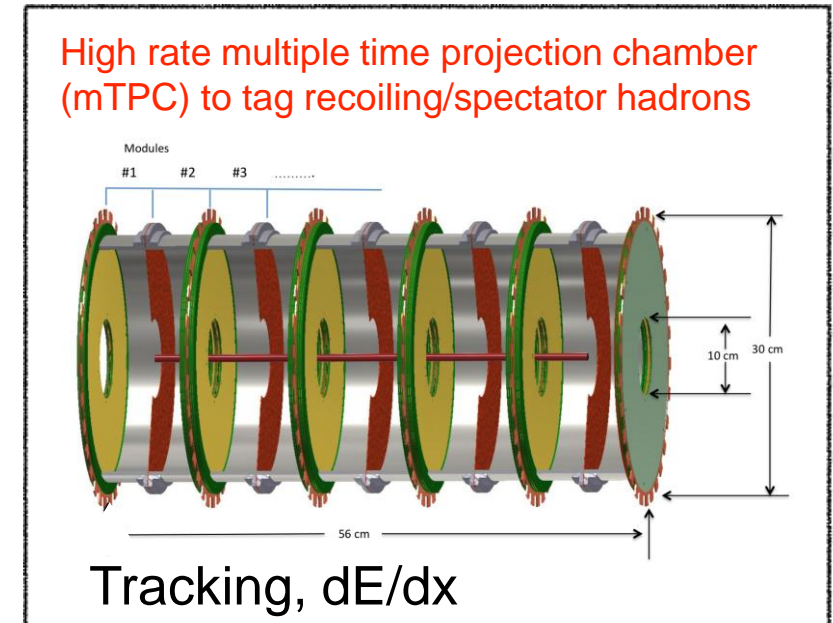 High rate multiple time projection chamber
(mTPC) to tag recoiling/spectator hadrons
Modules
#1 #2 #3 ..........
10 cm
30 cm
56 cm
Tracking, dE/dx